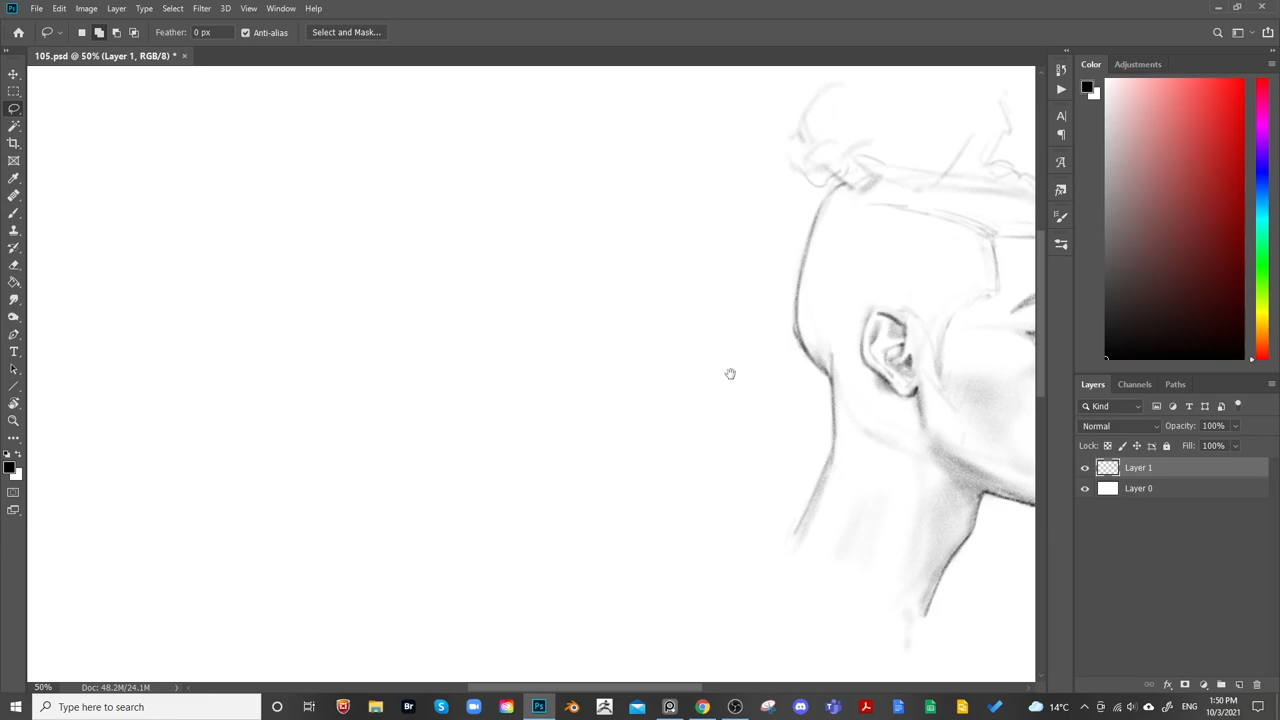 Ps File Edit Image Layer Type Select Filter 3D View Window Help
Feather: 0 px Anti-alias Select and Mask...
105.psd @ 50% (Layer 1, RGB/8) * ×
Color Adjustments
Layers Channels Paths
Kind
Normal Opacity: 100%
Lock: Fill: 100%
Layer 1
Layer 0
50% Doc: 48.2M/24.1M
Type here to search
Br
Ps
14°C
ENG
1:50 PM
10/3/2021